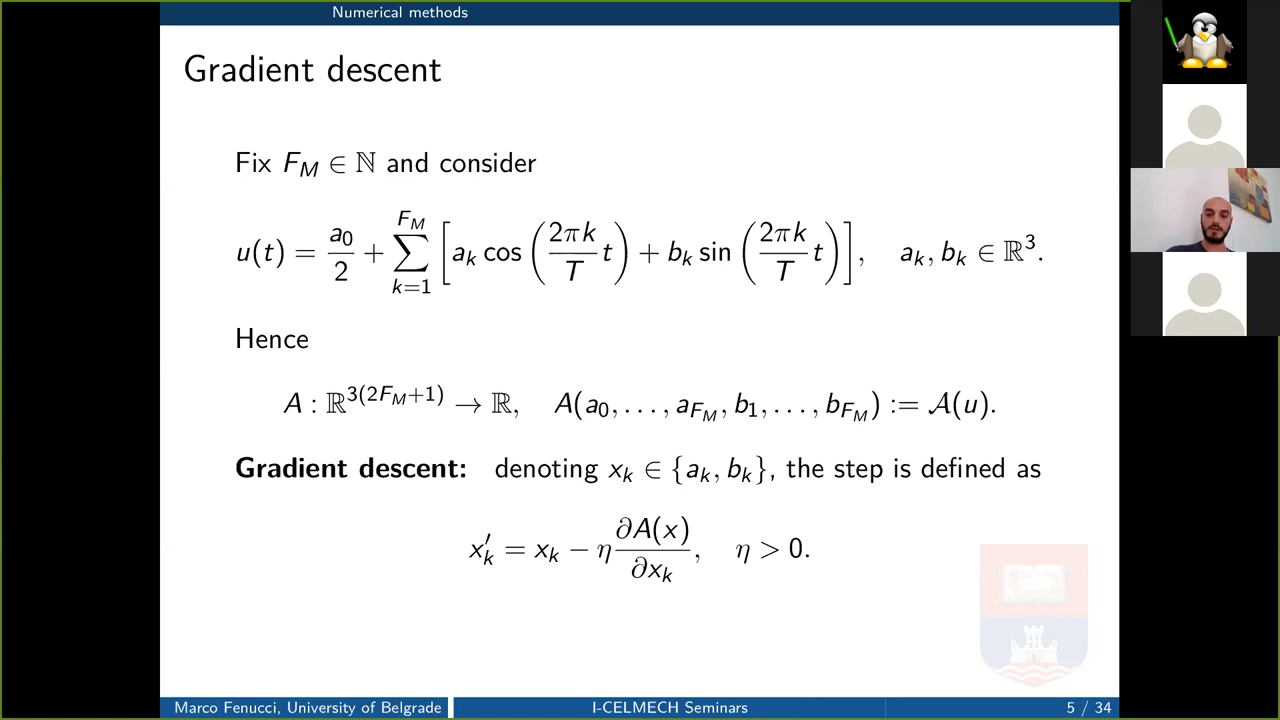 Numerical methods
Gradient descent
Fix F_M ∈ ℕ and consider
u(t) = a_0/2 + ∑_{k=1}^{F_M} [ a_k cos ( 2πk/T t ) + b_k sin ( 2πk/T t ) ], a_k, b_k ∈ ℝ^3.
Hence
A : ℝ^{3(2F_M+1)} → ℝ, A(a_0, . . . , a_{F_M}, b_1, . . . , b_{F_M}) := 𝒜(u).
Gradient descent: denoting x_k ∈ {a_k, b_k}, the step is defined as
x'_k = x_k − η ∂A(x)/∂x_k, η > 0.
Marco Fenucci, University of Belgrade I-CELMECH Seminars 5 / 34